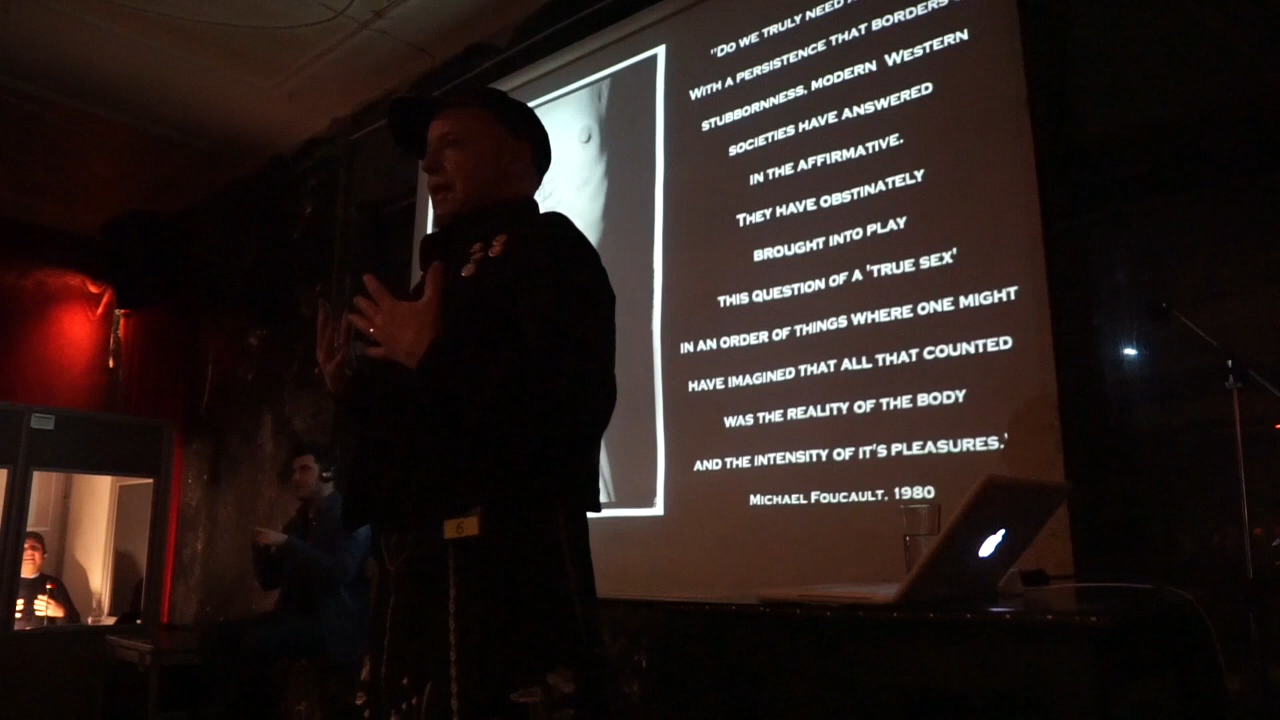 "DO WE TRULY NEED
WITH A PERSISTENCE THAT BORDERS
STUBBORNNESS, MODERN WESTERN
SOCIETIES HAVE ANSWERED
IN THE AFFIRMATIVE.
THEY HAVE OBSTINATELY
BROUGHT INTO PLAY
THIS QUESTION OF A 'TRUE SEX'
IN AN ORDER OF THINGS WHERE ONE MIGHT
HAVE IMAGINED THAT ALL THAT COUNTED
WAS THE REALITY OF THE BODY
AND THE INTENSITY OF IT'S PLEASURES.'
MICHAEL FOUCAULT, 1980
6